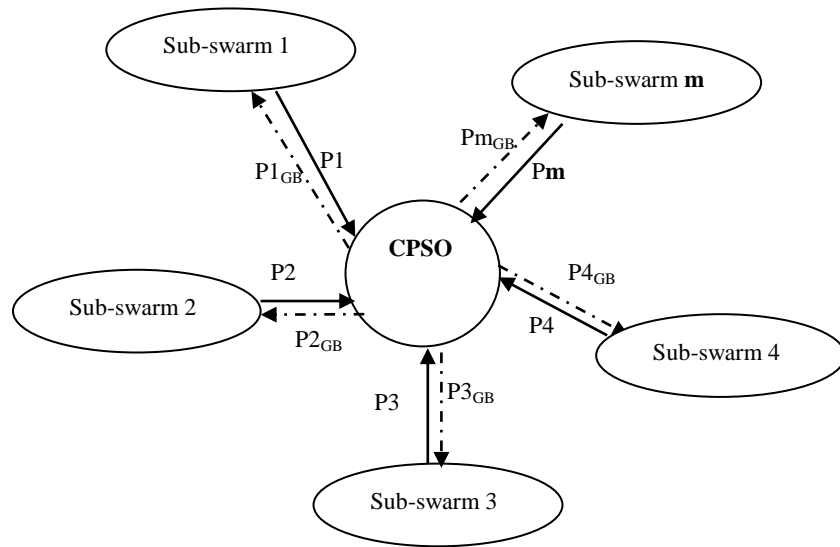 Sub-swarm 1
Sub-swarm m
PmGB
P1
P1GB
Pm
CPSO
P4GB
P2
Sub-swarm 2
P4
P2GB
Sub-swarm 4
P3
P3GB
Sub-swarm 3